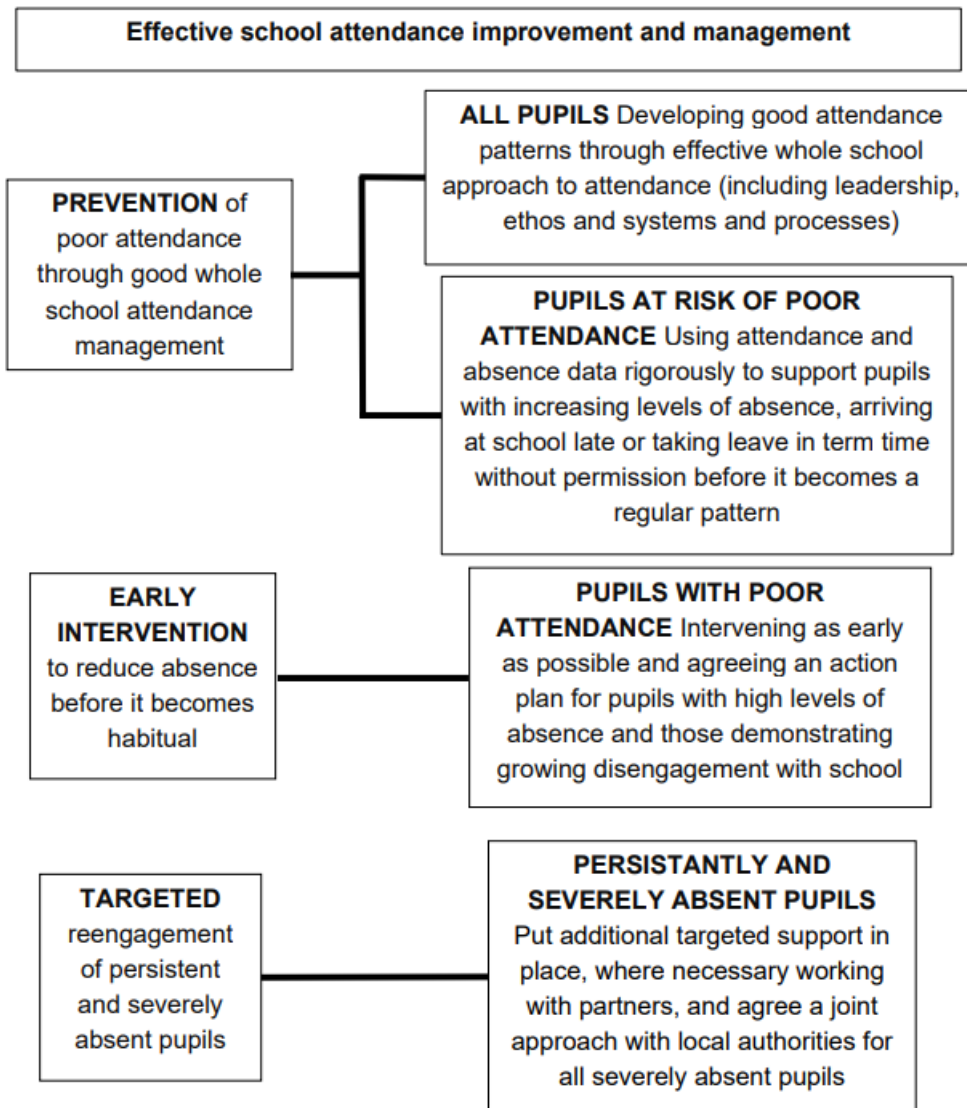 Effective school attendance improvement and management
PREVENTION of
poor attendance
through good whole
school attendance
management
ALL PUPILS Developing good attendance
patterns through effective whole school
approach to attendance (including leadership,
ethos and systems and processes)
PUPILS AT RISK OF POOR
ATTENDANCE Using attendance and
absence data rigorously to support pupils
with increasing levels of absence, arriving
at school late or taking leave in term time
without permission before it becomes a
regular pattern
EARLY
INTERVENTION
to reduce absence
before it becomes
habitual
PUPILS WITH POOR
ATTENDANCE Intervening as early
as possible and agreeing an action
plan for pupils with high levels of
absence and those demonstrating
growing disengagement with school
TARGETED
reengagement
of persistent
and severely
absent pupils
PERSISTANTLY AND
SEVERELY ABSENT PUPILS
Put additional targeted support in
place, where necessary working
with partners, and agree a joint
approach with local authorities for
all severely absent pupils